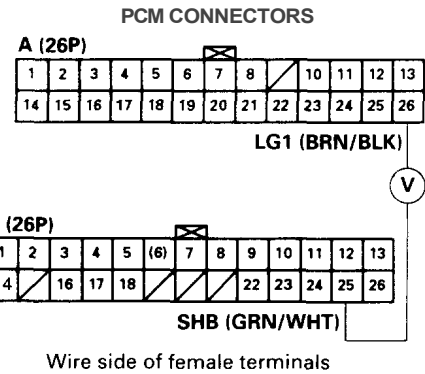 PCM CONNECTORS
A (26P)
1 2 3 4 5 6 7 8 10 11 12 13
14 15 16 17 18 19 20 21 22 23 24 25 26
LG1 (BRN/BLK)
V
(26P)
1 2 3 4 5 (6) 7 8 9 10 11 12 13
4 16 17 18 22 23 24 25 26
SHB (GRN/WHT)
Wire side of female terminals